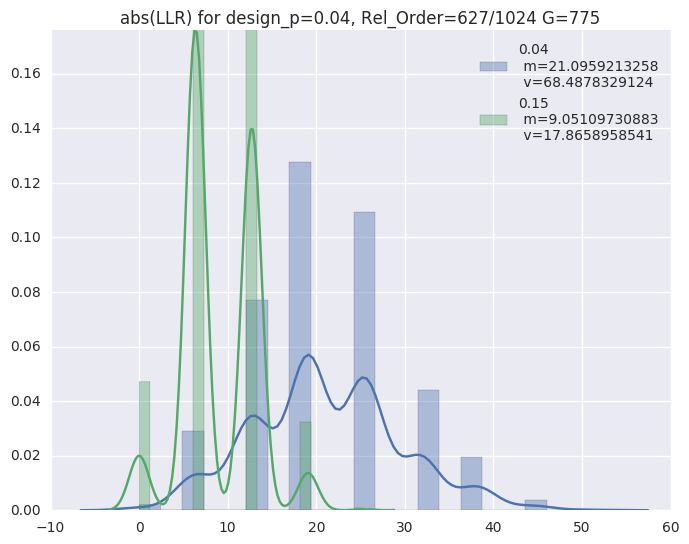 abs(LLR) for design_p=0.04, Rel_Order=627/1024 G=775
0.04
m=21.0959213258
v=68.4878329124
0.15
m=9.05109730883
v=17.8658958541
0.16
0.14
0.12
0.10
0.08
0.06
0.04
0.02
0.00
−10 0 10 20 30 40 50 60